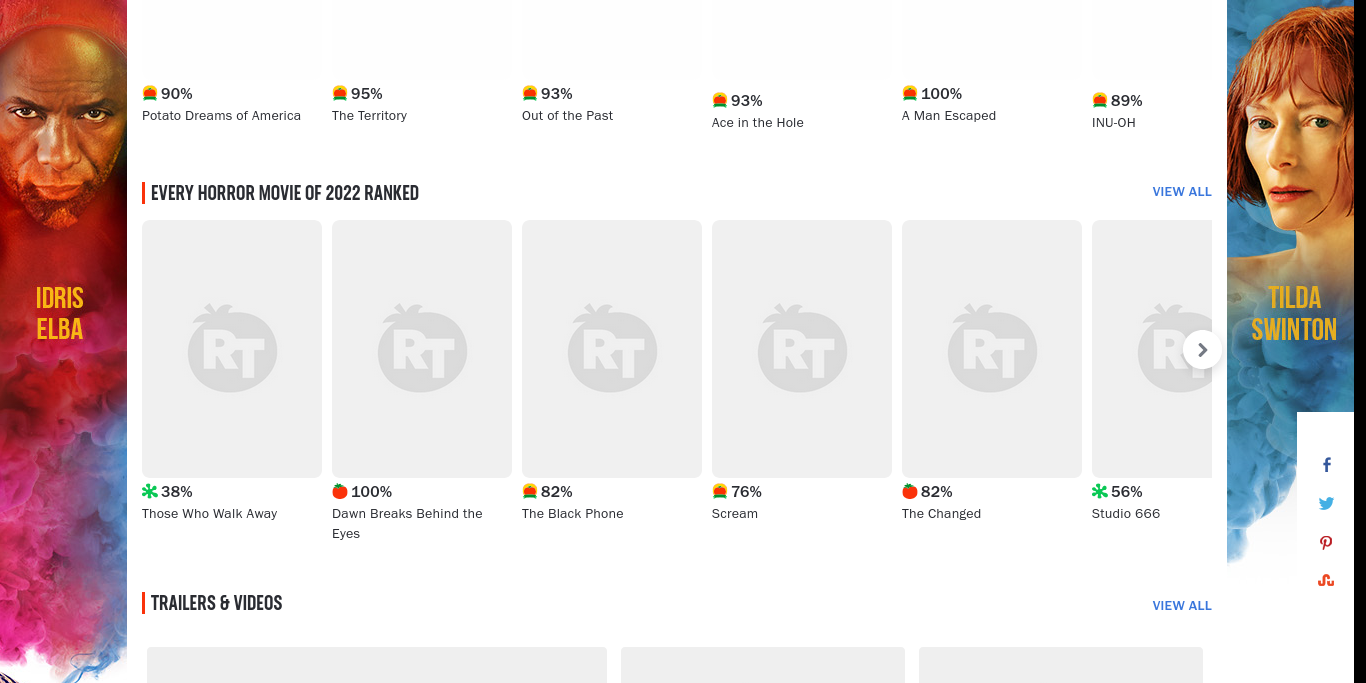 90%
Potato Dreams of America
95%
The Territory
93%
Out of the Past
93%
Ace in the Hole
100%
A Man Escaped
89%
INU-OH
IDRIS
ELBA
TILDA
SWINTON
EVERY HORROR MOVIE OF 2022 RANKED
VIEW ALL
RT
RT
RT
RT
RT
RT
38%
Those Who Walk Away
100%
Dawn Breaks Behind the
Eyes
82%
The Black Phone
76%
Scream
82%
The Changed
56%
Studio 666
TRAILERS & VIDEOS
VIEW ALL